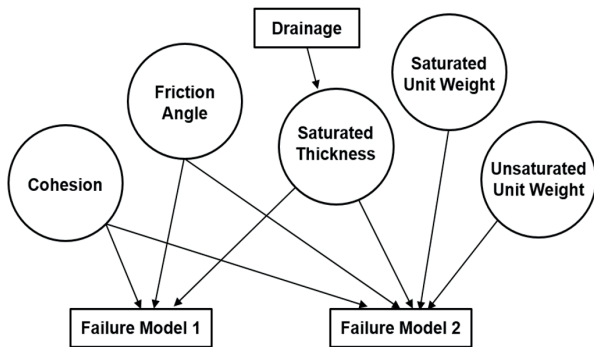 Drainage
Saturated
Unit Weight
Friction
Angle
Saturated
Thickness
Unsaturated
Unit Weight
Cohesion
Failure Model 1
Failure Model 2